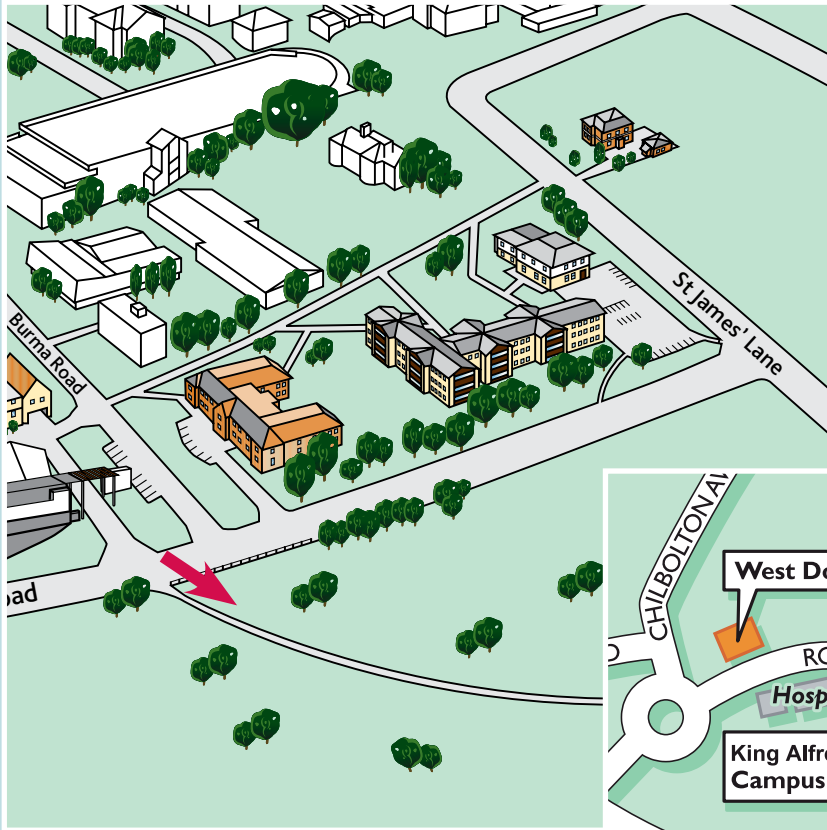 Burma Road
St James' Lane
oad
CHILBOLTON AV
West Do
RO
Hosp
King Alfre
Campus